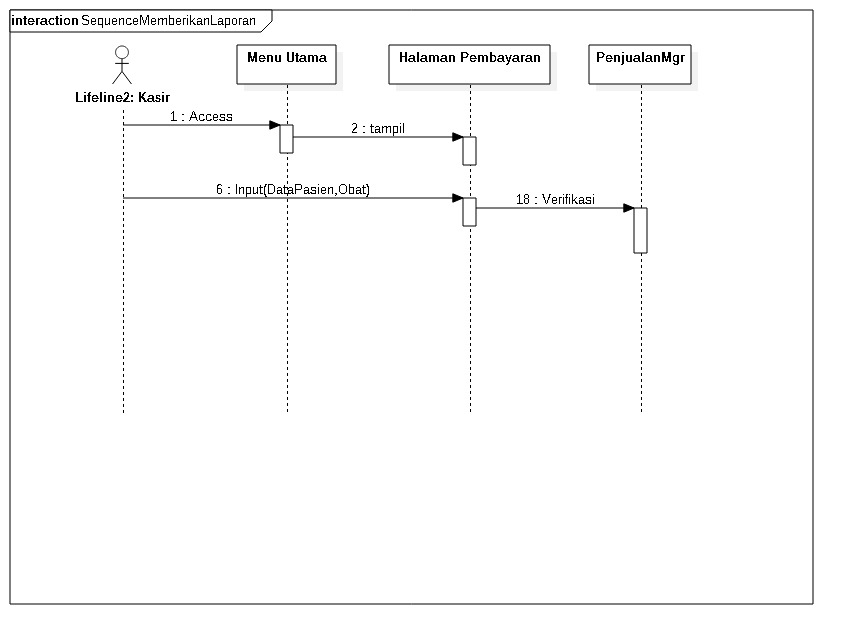 interaction SequenceMemberikanLaporan
Menu Utama
Halaman Pembayaran
PenjualanMgr
Lifeline2: Kasir
1 : Access
2 : tampil
6 : Input(DataPasien,Obat)
18 : Verifikasi